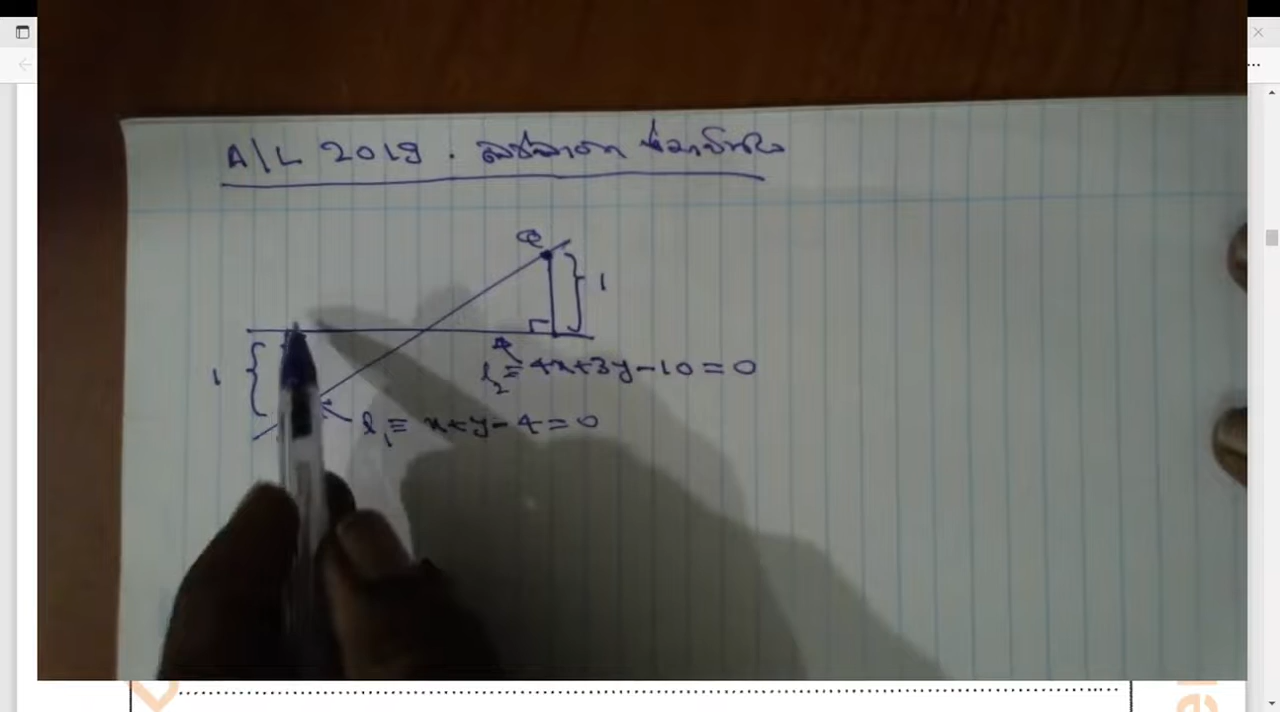 A/L 2019.
Q
1
1
l₂ ≡ 4x+3y-10=0
l₁ ≡ x+y-4=0